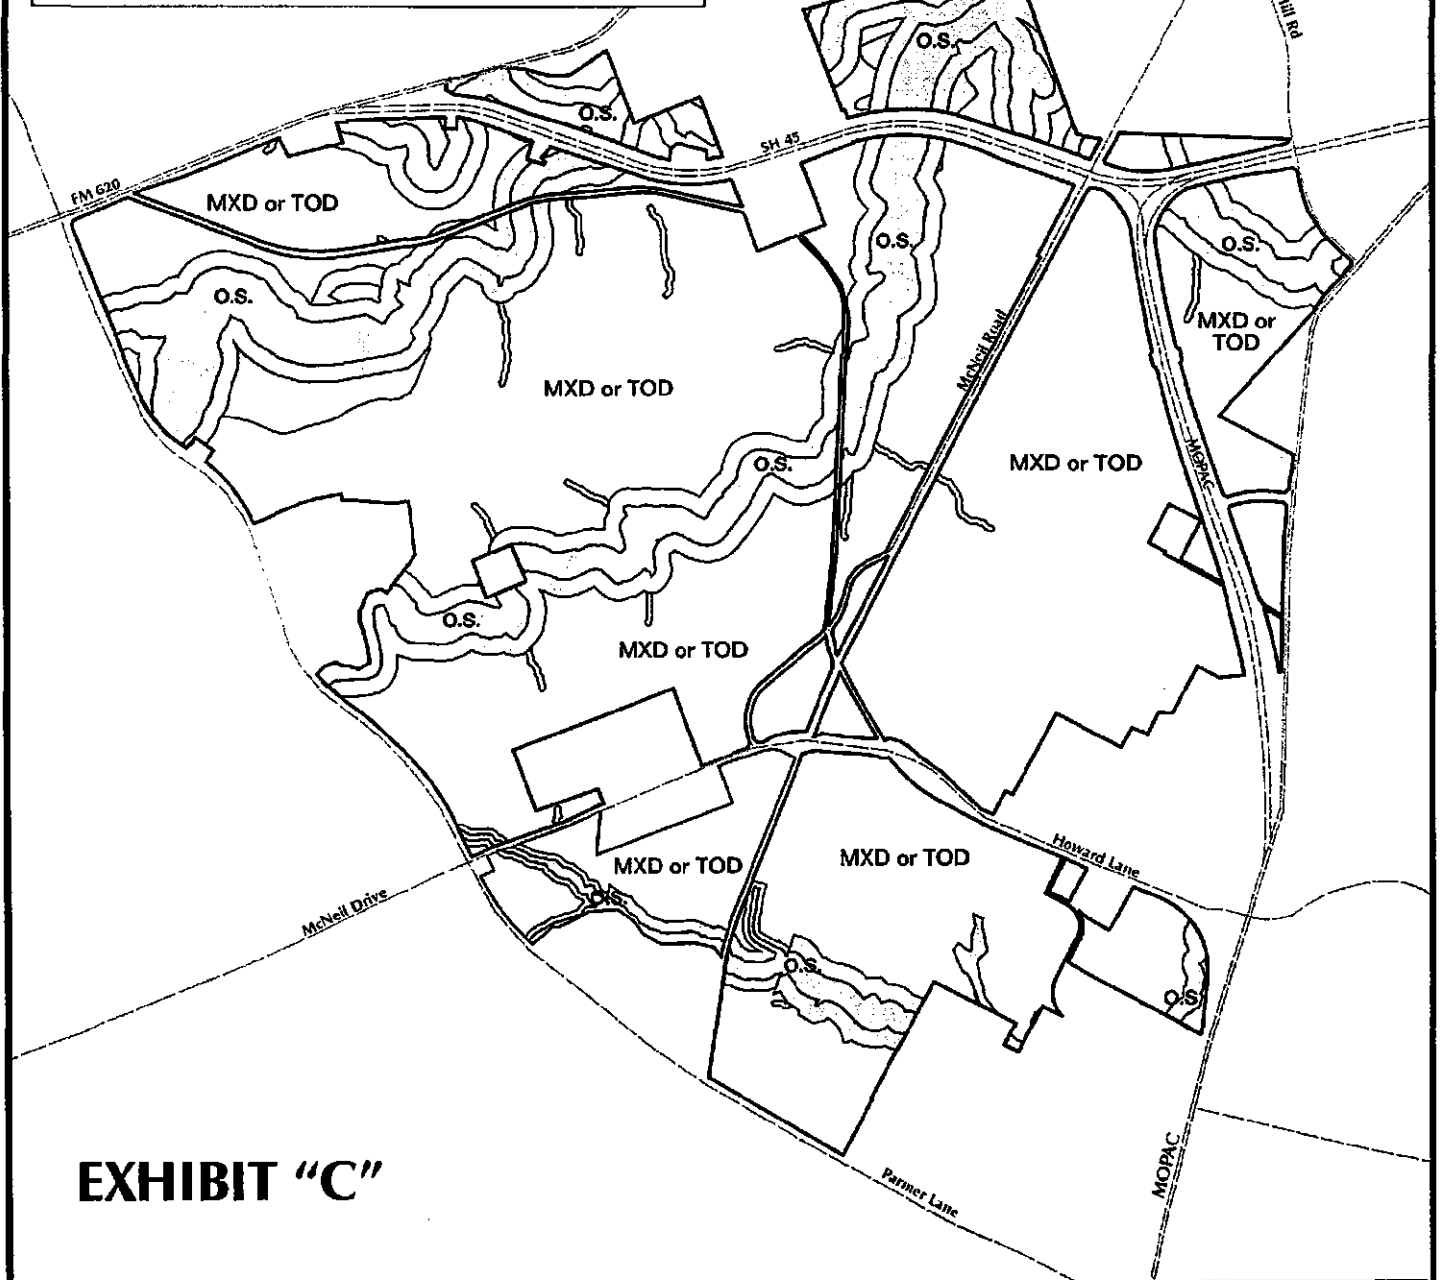 ill Rd
O.S.
O.S.
SH 45
FM 620
MXD or TOD
O.S.
O.S.
O.S.
MXD or
TOD
McNeil Road
MXD or TOD
MXD or TOD
O.S.
MOPAC
O.S.
MXD or TOD
Howard Lane
MXD or TOD
MXD or TOD
O.S.
McNeil Drive
O.S.
O.S.
MOPAC
EXHIBIT “C”
Parmer Lane